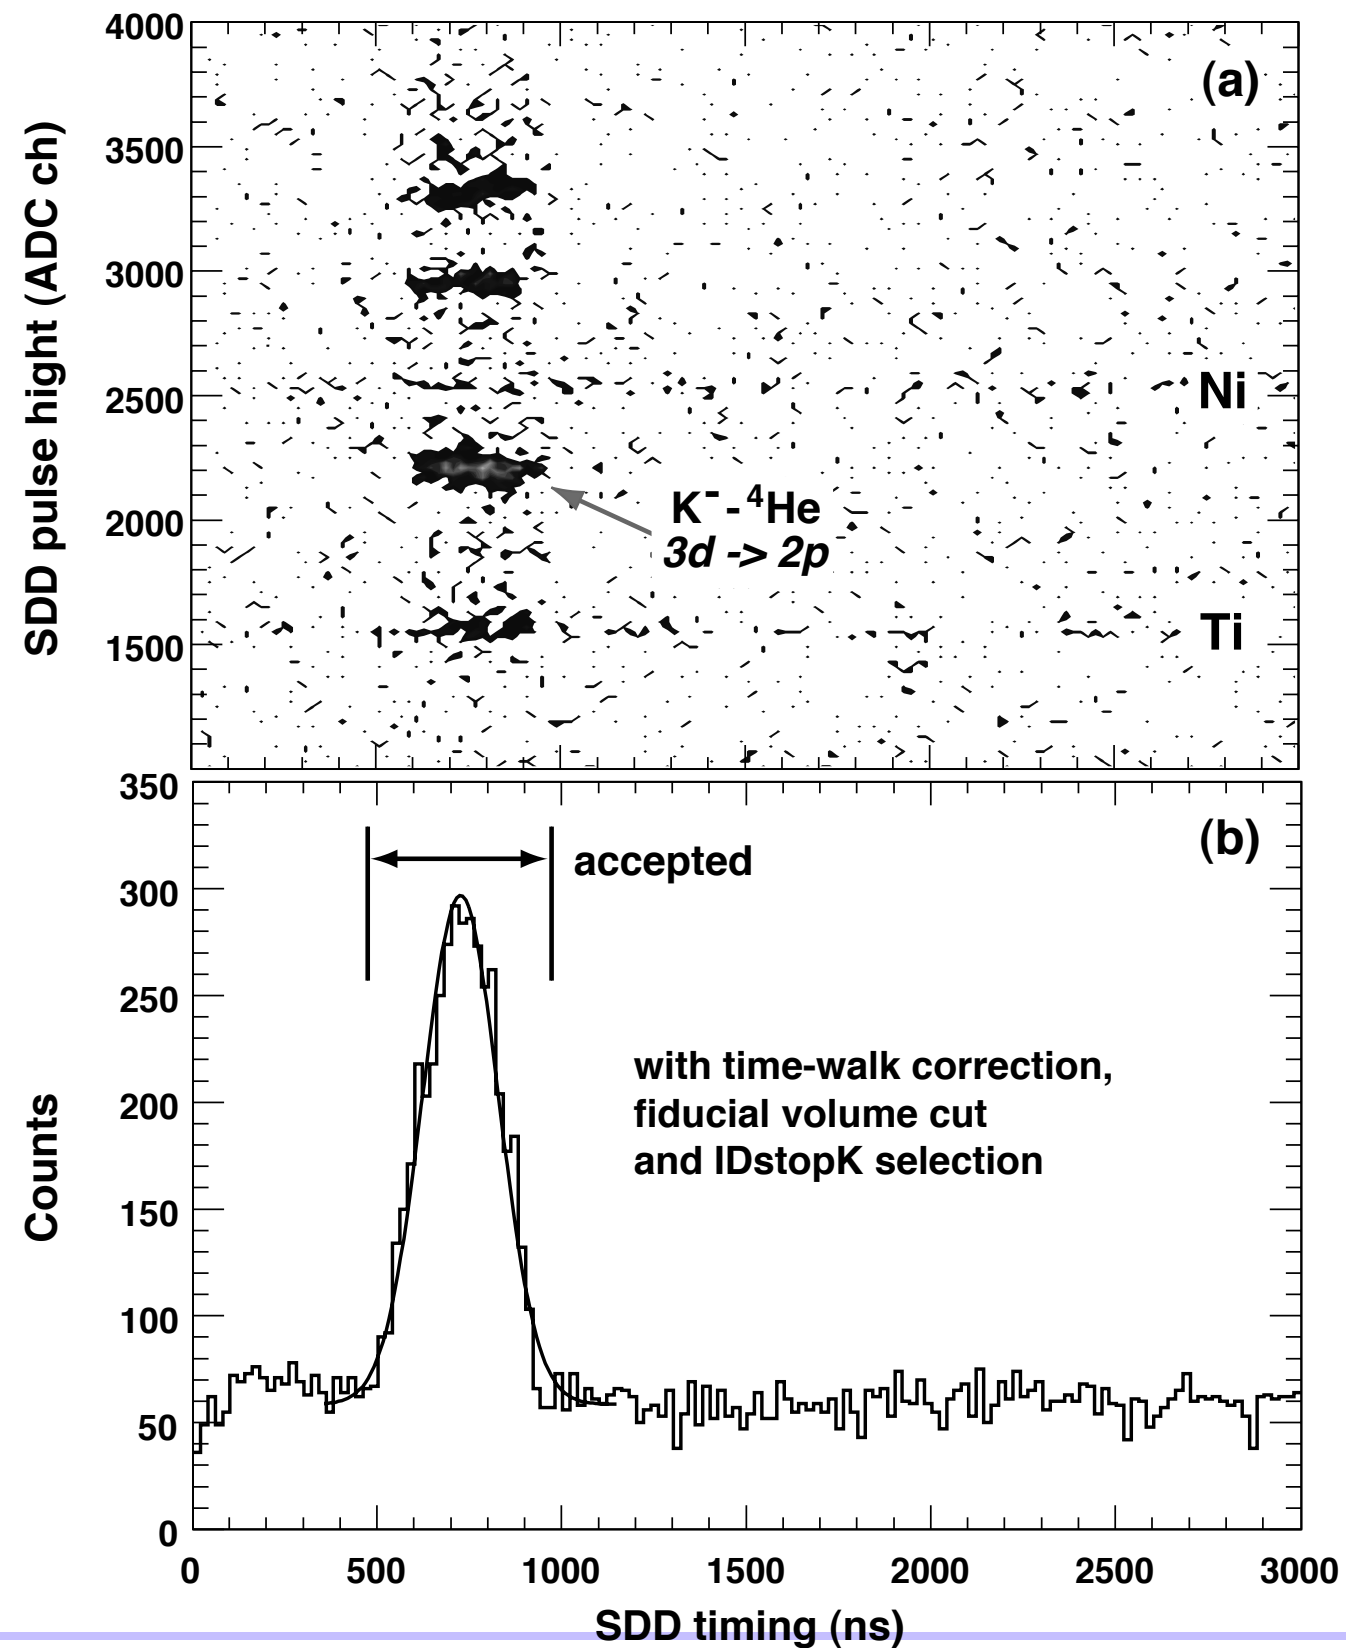 4000
(a)
3500
3000
2500
2000
1500
SDD pulse hight (ADC ch)
Ni
K⁻ - ⁴He
3d -> 2p
Ti
350
(b)
accepted
300
250
with time-walk correction,
fiducial volume cut
and IDstopK selection
200
150
100
50
0
Counts
0 500 1000 1500 2000 2500 3000
SDD timing (ns)